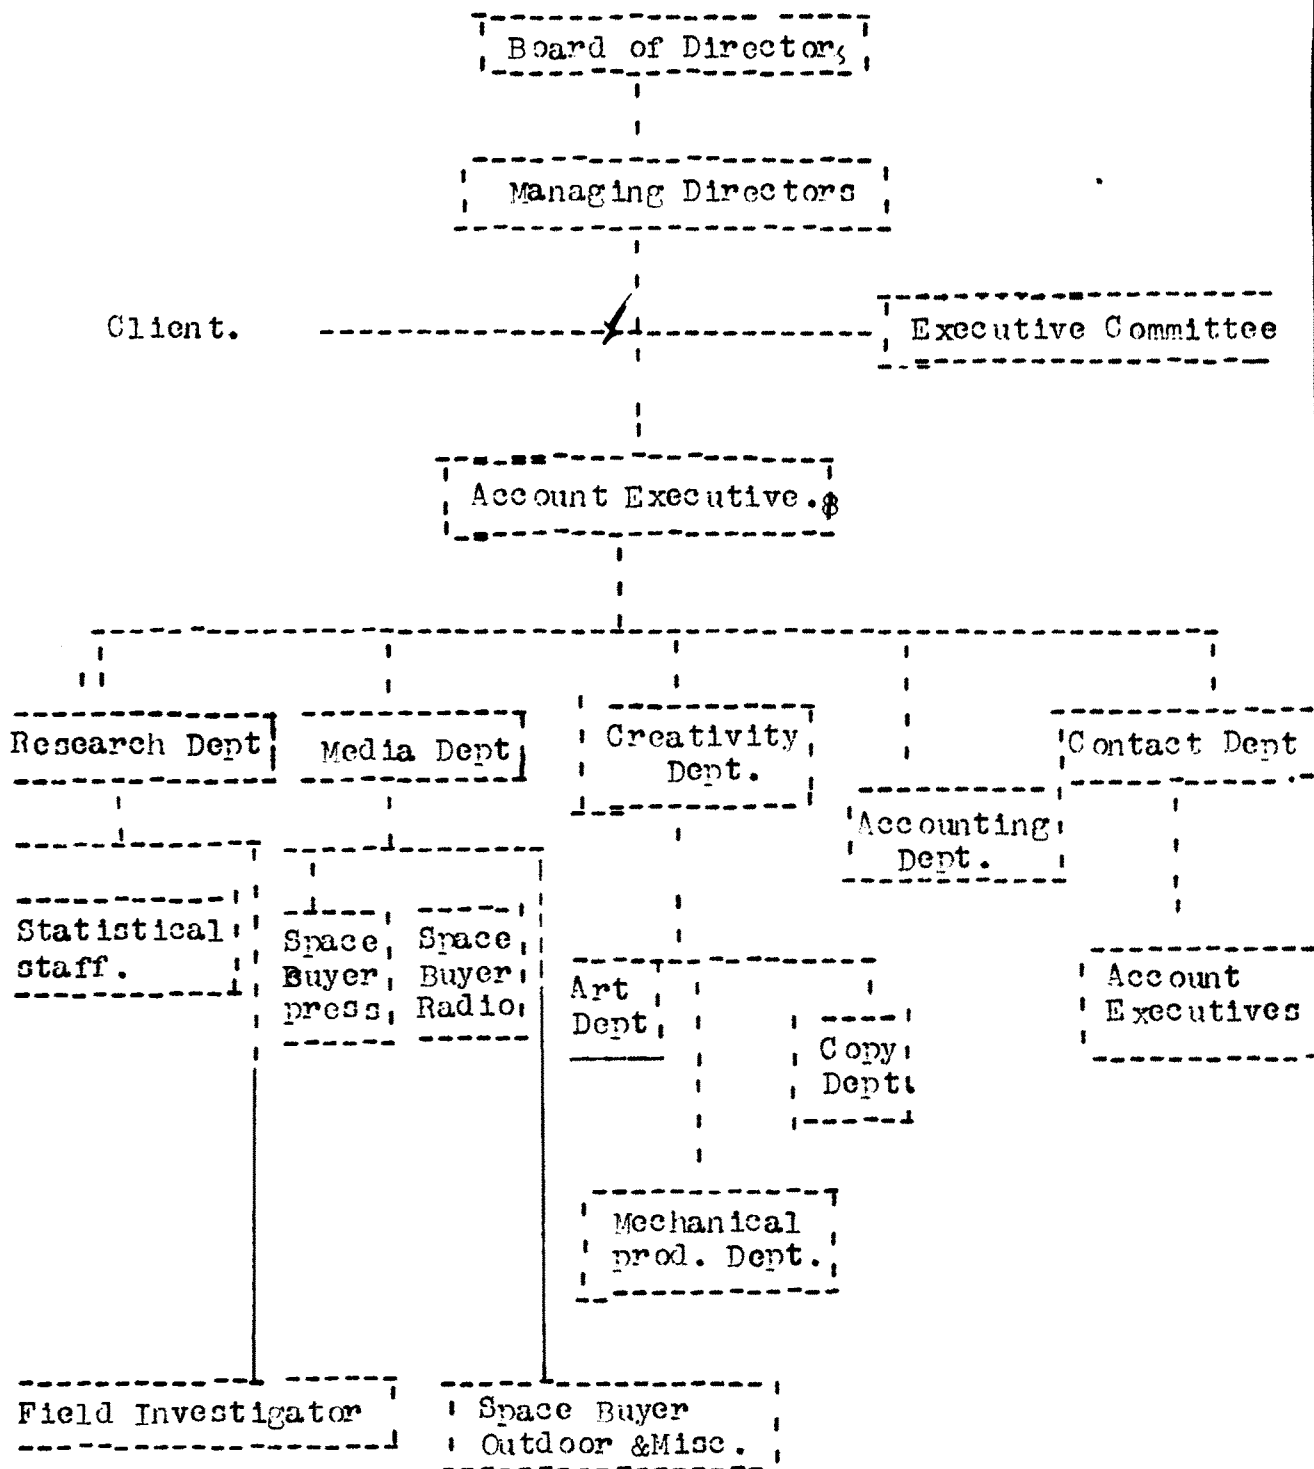 Board of Directors
Managing Directors
Client.
Executive Committee
Account Executive.s
Research Dept
Media Dept
Creativity
Dept.
Contact Dept
Accounting
Dept.
Statistical
staff.
Space
Buyer
press
Space
Buyer
Radio
Art
Dept
Copy
Dept.
Account
Executives
Mechanical
prod. Dept.
Field Investigator
Space Buyer
Outdoor &Misc.